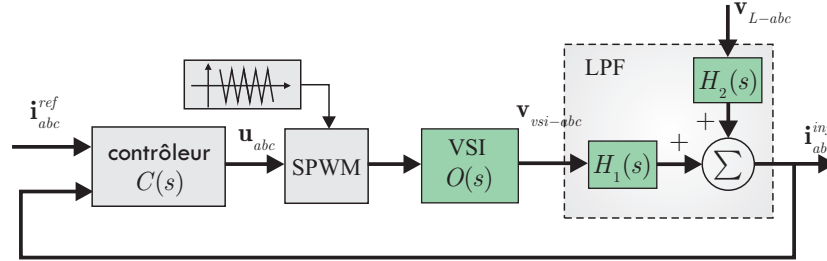 v_{L-abc}
LPF
H_2(s)
i_{abc}^{ref}
u_{abc}
v_{vsi-abc}
+
contrôleur
C(s)
SPWM
VSI
O(s)
H_1(s)
+
Σ